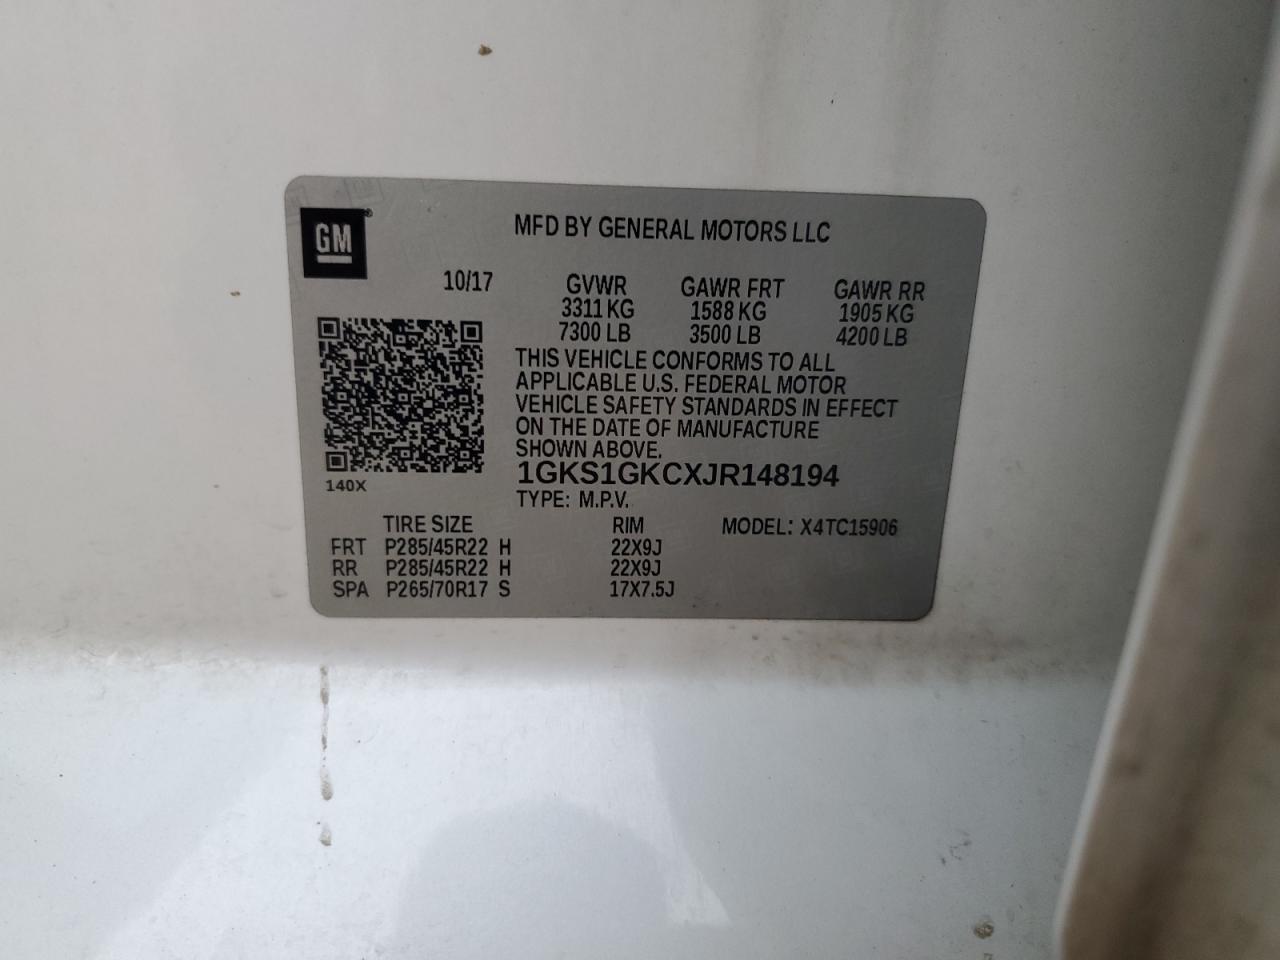 GM®
MFD BY GENERAL MOTORS LLC
10/17 GVWR GAWR FRT GAWR RR
3311 KG 1588 KG 1905 KG
7300 LB 3500 LB 4200 LB
THIS VEHICLE CONFORMS TO ALL
APPLICABLE U.S. FEDERAL MOTOR
VEHICLE SAFETY STANDARDS IN EFFECT
ON THE DATE OF MANUFACTURE
SHOWN ABOVE.
1GKS1GKCXJR148194
140X
TYPE: M.P.V.
TIRE SIZE RIM MODEL: X4TC15906
FRT P285/45R22 H 22X9J
RR P285/45R22 H 22X9J
SPA P265/70R17 S 17X7.5J